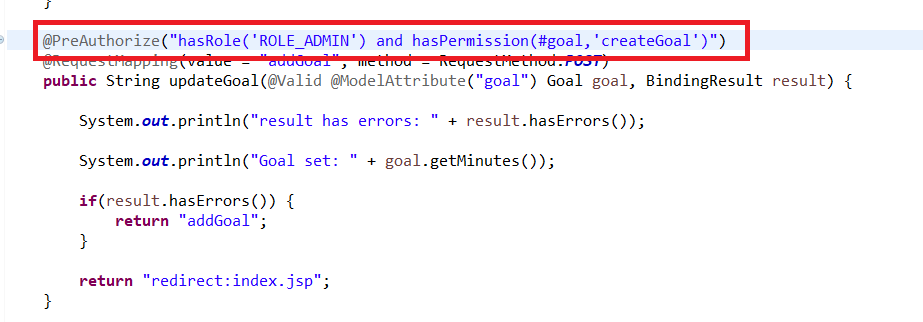 }
@PreAuthorize("hasRole('ROLE_ADMIN') and hasPermission(#goal,'createGoal')")
@RequestMapping(value = "addGoal", method = RequestMethod.POST)
public String updateGoal(@Valid @ModelAttribute("goal") Goal goal, BindingResult result) {
System.out.println("result has errors: " + result.hasErrors());
System.out.println("Goal set: " + goal.getMinutes());
if(result.hasErrors()) {
return "addGoal";
}
return "redirect:index.jsp";
}